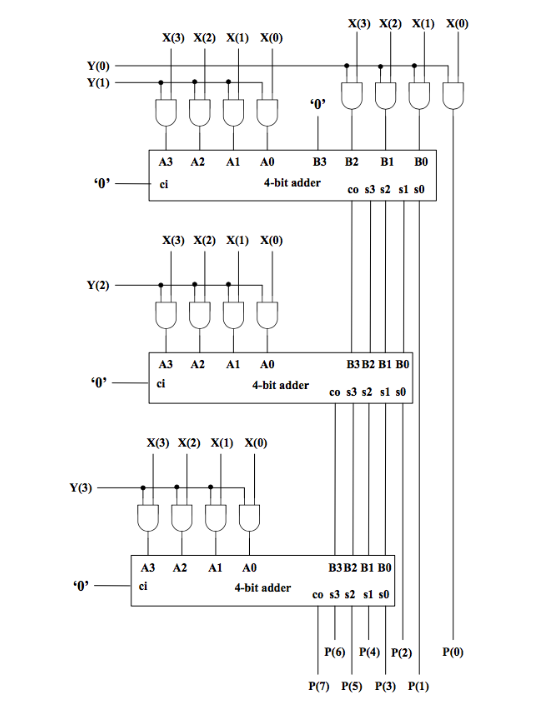 X(3) X(2) X(1) X(0) X(3) X(2) X(1) X(0)
Y(0)
Y(1)
‘0’
A3 A2 A1 A0 B3 B2 B1 B0
‘0’ ci 4-bit adder
co s3 s2 s1 s0
X(3) X(2) X(1) X(0)
Y(2)
A3 A2 A1 A0 B3 B2 B1 B0
‘0’ ci 4-bit adder
co s3 s2 s1 s0
X(3) X(2) X(1) X(0)
Y(3)
A3 A2 A1 A0 B3 B2 B1 B0
‘0’ ci 4-bit adder
co s3 s2 s1 s0
P(6) P(4) P(2) P(0)
P(7) P(5) P(3) P(1)